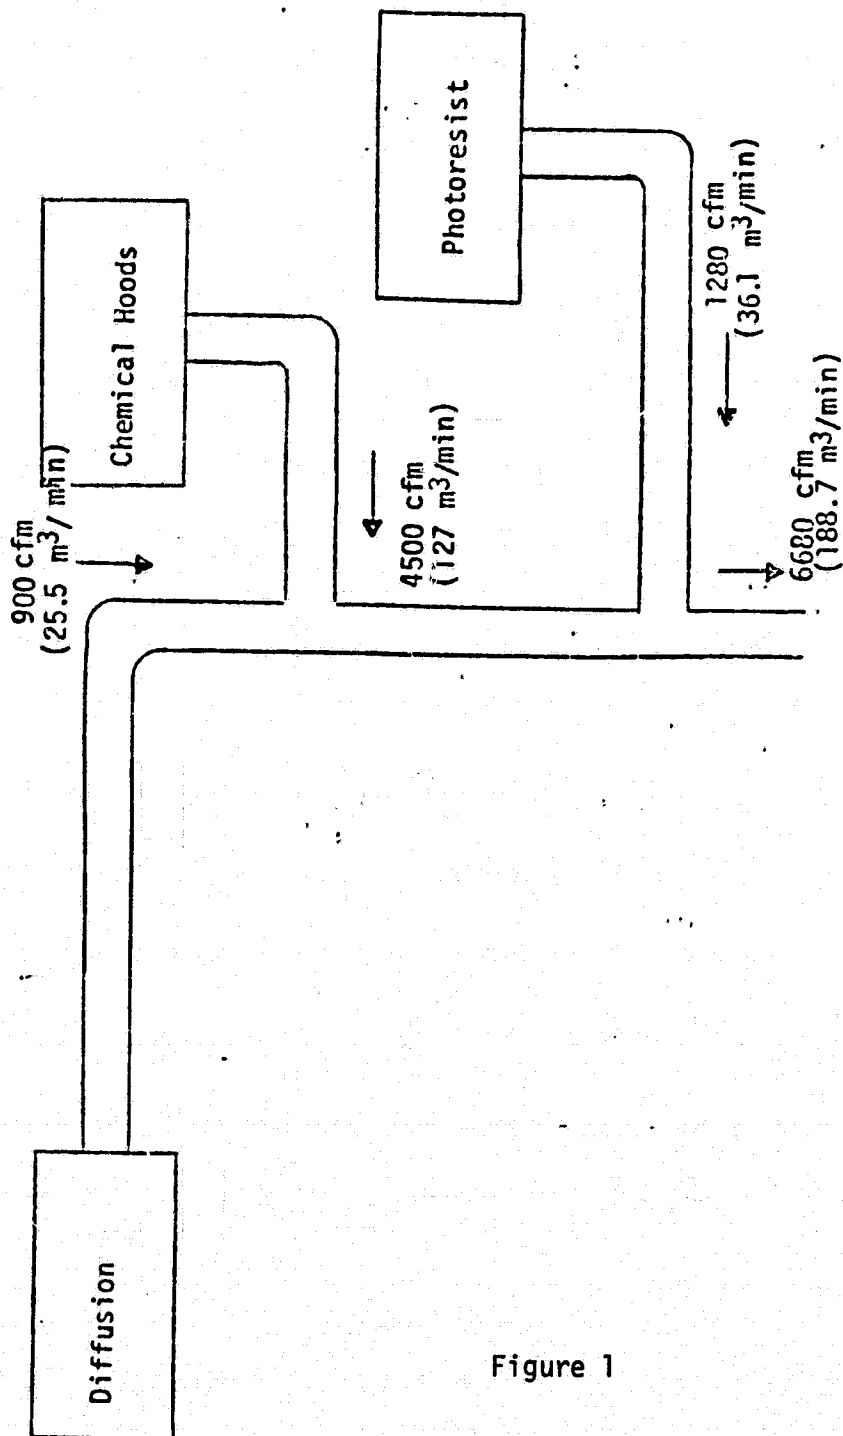 Diffusion
900 cfm
(25.5 m³/min)
Chemical Hoods
4500 cfm
(127 m³/min)
Photoresist
1280 cfm
(36.1 m³/min)
6680 cfm
(188.7 m³/min)
Figure 1